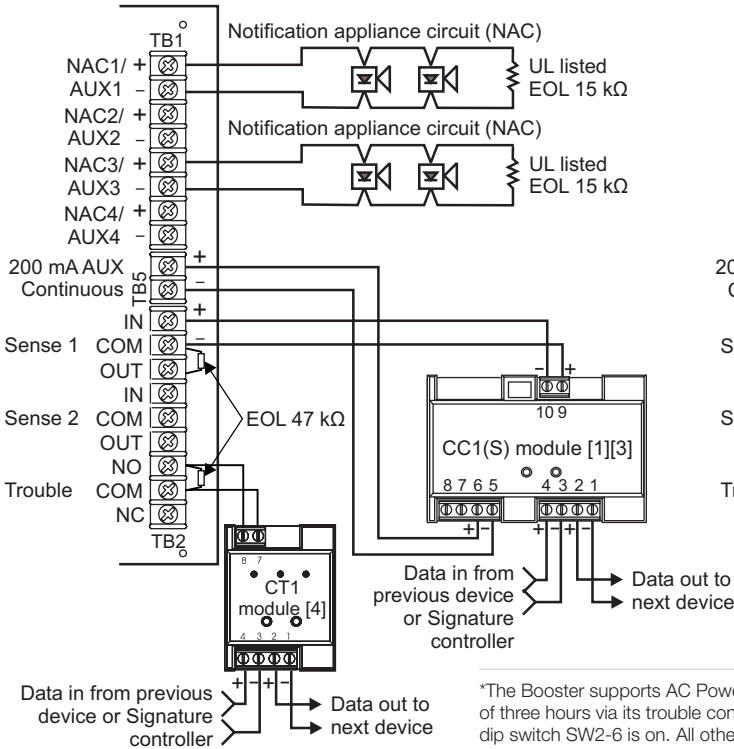 TB1
Notification appliance circuit (NAC)
NAC1/ +
AUX1 -
UL listed
EOL 15 kΩ
NAC2/ +
AUX2 -
Notification appliance circuit (NAC)
NAC3/ +
AUX3 -
UL listed
EOL 15 kΩ
NAC4/ +
AUX4 -
200 mA AUX +
Continuous -
TB5
IN +
Sense 1 COM -
OUT
IN
Sense 2 COM
OUT
EOL 47 kΩ
NO
Trouble COM
NC
TB2
- +
10 9
CC1(S) module [1][3]
8 7 6 5 4 3 2 1
+ - + - + -
Data in from
previous device
or Signature
controller
Data out to
next device
8 7
CT1
module [4]
4 3 2 1
+ - + -
Data in from previous
device or Signature
controller
Data out to
next device
20
C
S
S
T
*The Booster supports AC Powe
of three hours via its trouble con
dip switch SW2-6 is on. All othe